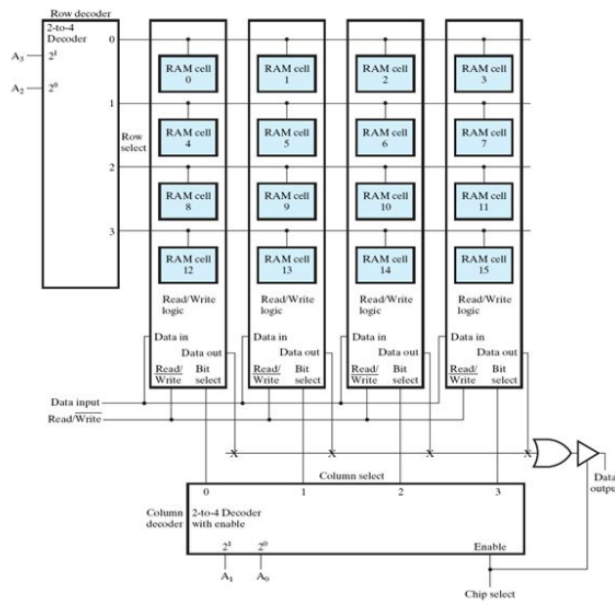 Row decoder
2-to-4
Decoder
A₃ 2¹
A₂ 2⁰
0
1
2
3
Row
select
RAM cell
0
RAM cell
1
RAM cell
2
RAM cell
3
RAM cell
4
RAM cell
5
RAM cell
6
RAM cell
7
RAM cell
8
RAM cell
9
RAM cell
10
RAM cell
11
RAM cell
12
RAM cell
13
RAM cell
14
RAM cell
15
Read/Write
logic
Read/Write
logic
Read/Write
logic
Read/Write
logic
Data in
Data in
Data in
Data in
Data out
Data out
Data out
Data out
Read/
Write
Bit
select
Read/
Write
Bit
select
Read/
Write
Bit
select
Read/
Write
Bit
select
Data input
Read/Write
X X X X
Data
output
Column select
0 1 2 3
Column
decoder
2-to-4 Decoder
with enable
2¹ 2⁰ Enable
A₁ A₀
Chip select